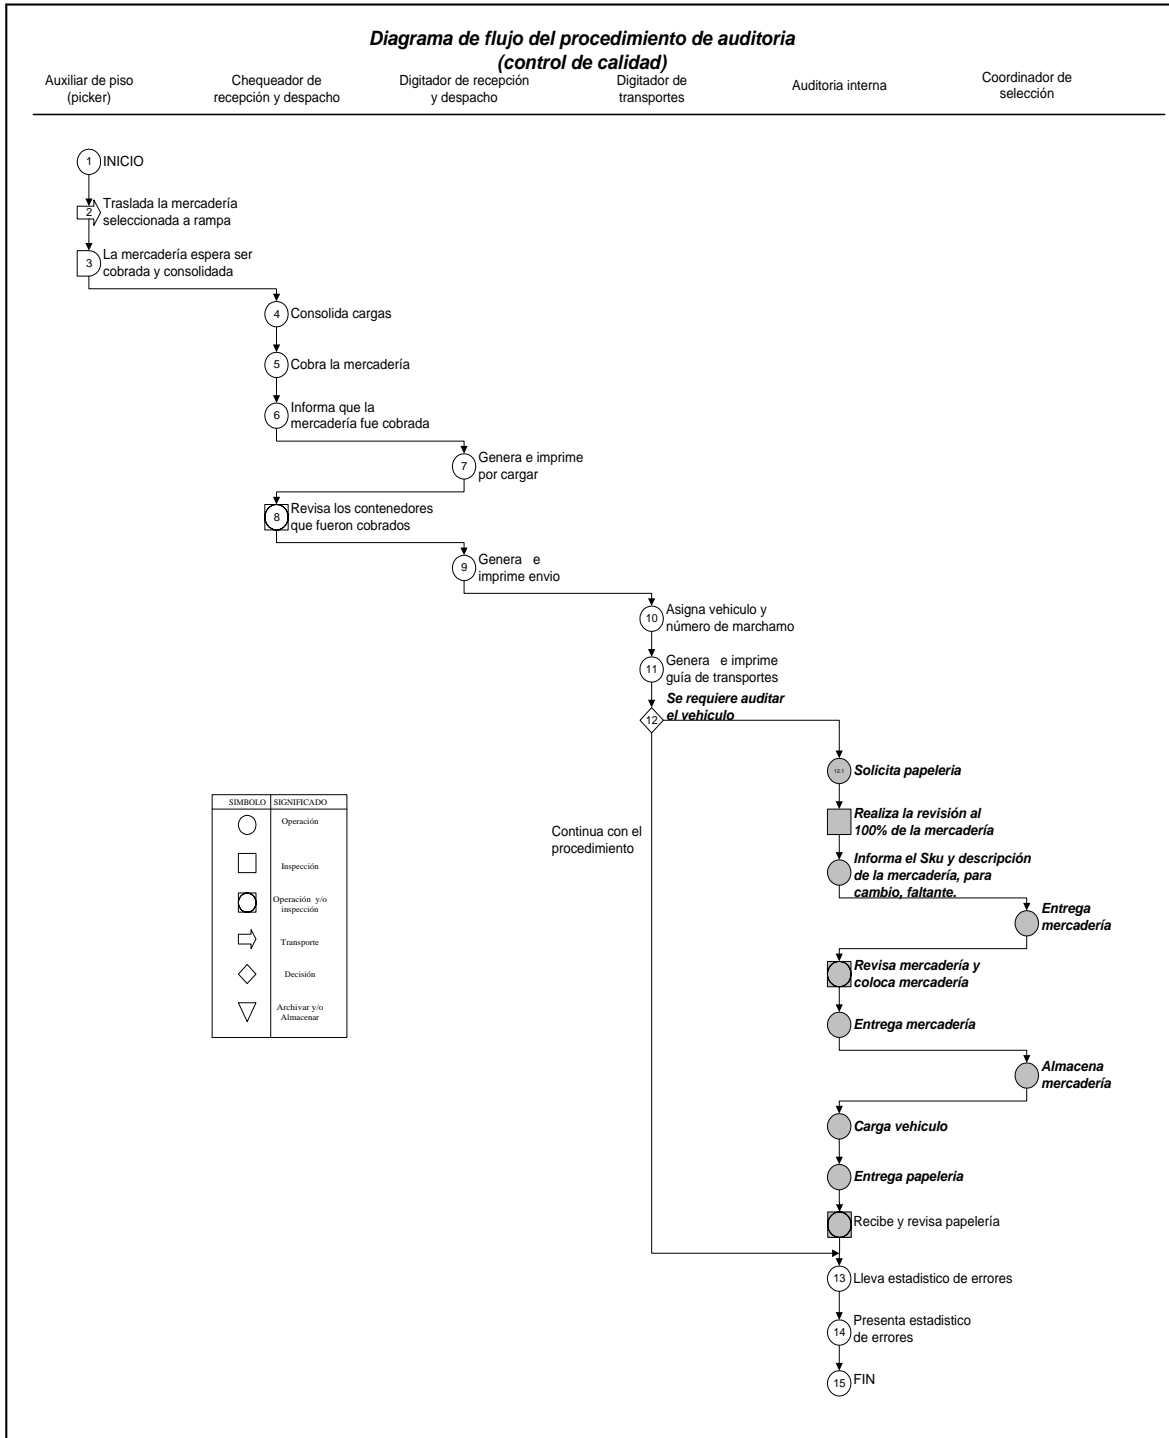 Diagrama de flujo del procedimiento de auditoria
(control de calidad)
Auxiliar de piso
(picker)
Chequeador de
recepción y despacho
Digitador de recepción
y despacho
Digitador de
transportes
Auditoria interna
Coordinador de
selección
1 INICIO
2 Traslada la mercadería
seleccionada a rampa
3 La mercadería espera ser
cobrada y consolidada
4 Consolida cargas
5 Cobra la mercadería
6 Informa que la
mercadería fue cobrada
7 Genera e imprime
por cargar
8 Revisa los contenedores
que fueron cobrados
9 Genera e
imprime envio
10 Asigna vehiculo y
número de marchamo
11 Genera e imprime
guía de transportes
12 Se requiere auditar
el vehiculo
12.1 Solicita papeleria
Realiza la revisión al
100% de la mercadería
Continua con el
procedimiento
Informa el Sku y descripción
de la mercadería, para
cambio, faltante.
Entrega
mercadería
Revisa mercadería y
coloca mercadería
Entrega mercadería
Almacena
mercadería
Carga vehiculo
Entrega papeleria
Recibe y revisa papelería
13 Lleva estadistico de errores
14 Presenta estadistico
de errores
15 FIN
SIMBOLO SIGNIFICADO
Operación
Inspección
Operación y/o
inspección
Transporte
Decisión
Archivar y/o
Almacenar